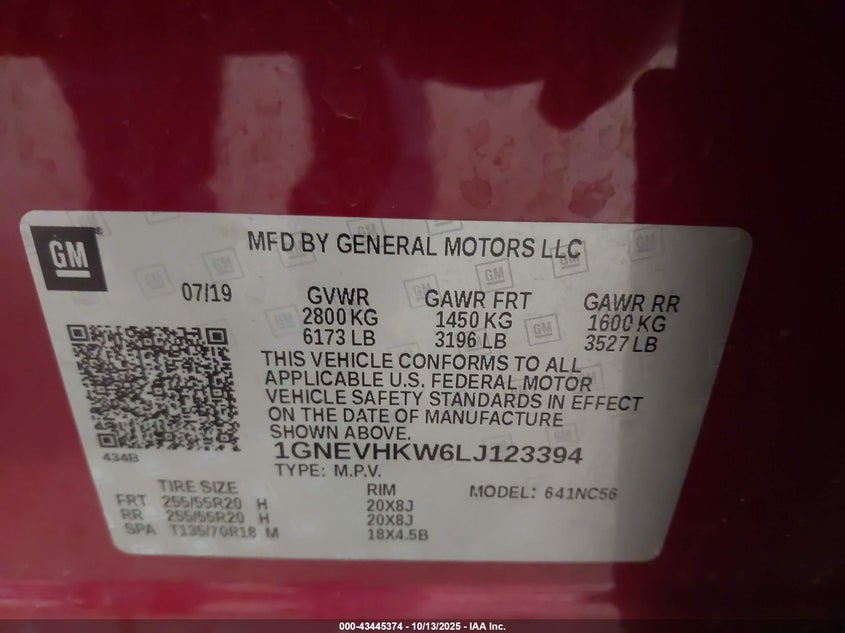 GM
MFD BY GENERAL MOTORS LLC
07/19
GVWR
2800 KG
6173 LB
GAWR FRT
1450 KG
3196 LB
GAWR RR
1600 KG
3527 LB
THIS VEHICLE CONFORMS TO ALL
APPLICABLE U.S. FEDERAL MOTOR
VEHICLE SAFETY STANDARDS IN EFFECT
ON THE DATE OF MANUFACTURE
SHOWN ABOVE.
434B
1GNEVHKW6LJ123394
TYPE: M.P.V.
MODEL: 641NC56
TIRE SIZE RIM
FRT 255/55R20 H 20X8J
RR 255/55R20 H 20X8J
SPA T135/70R18 M 18X4.5B
000-43445374 | 10/13/2025 - IAA Inc.